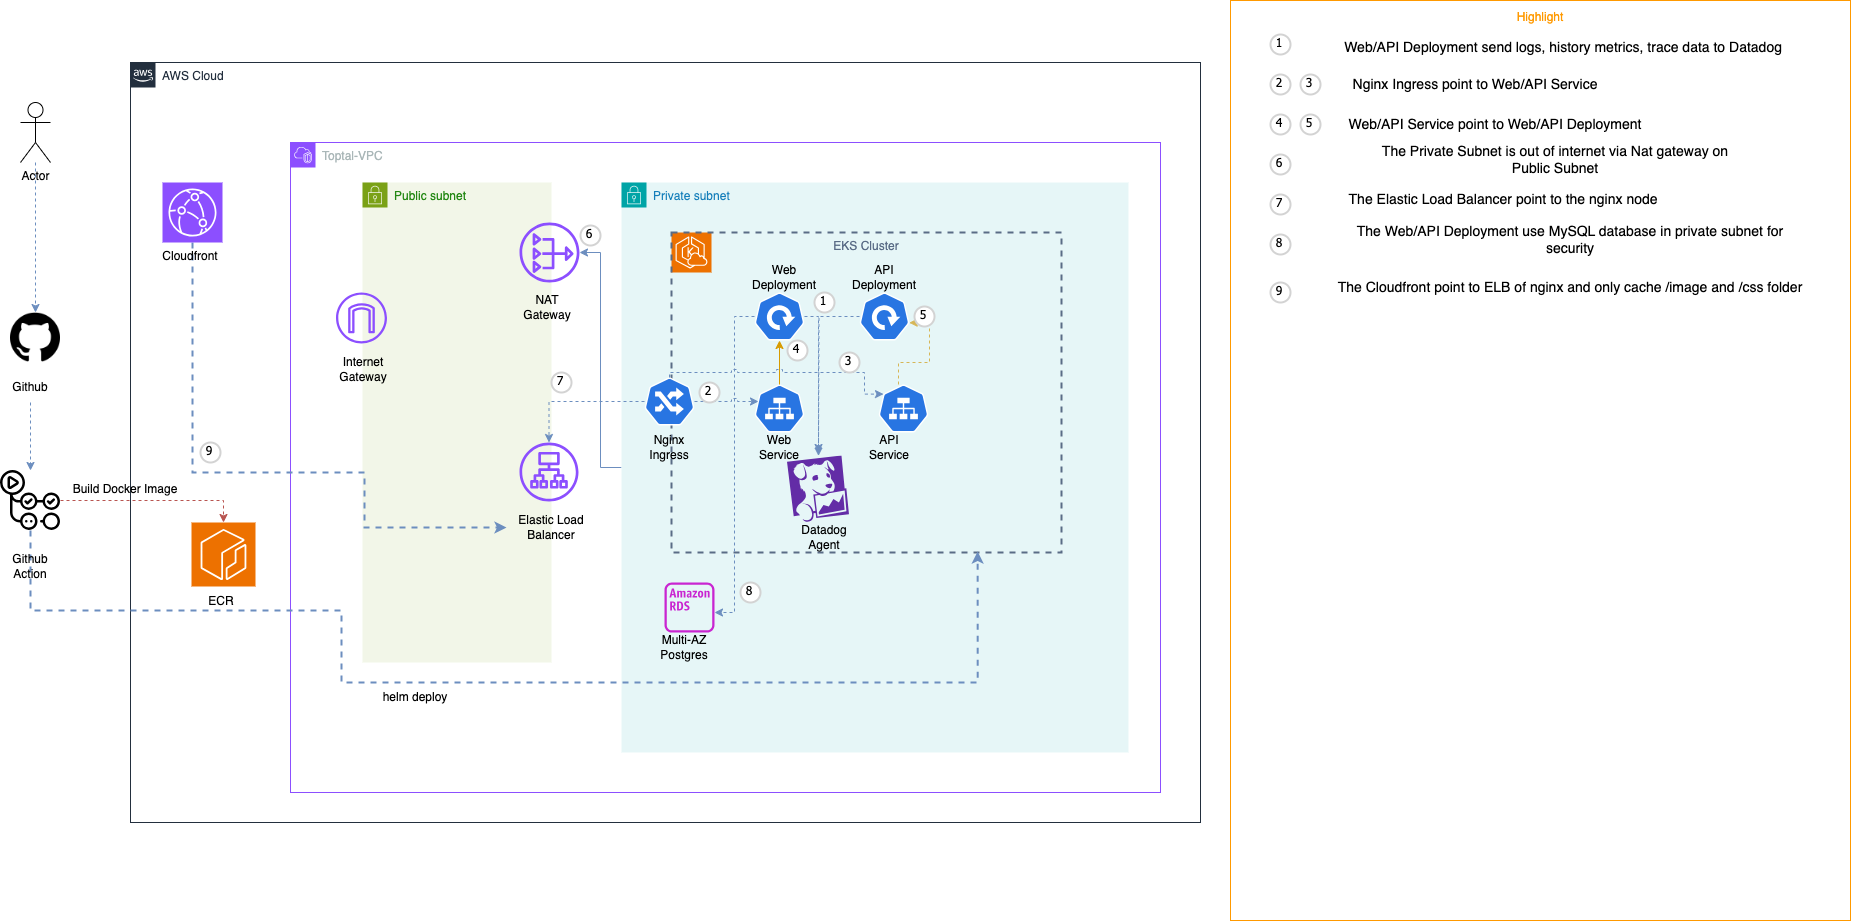 Highlight
1
Web/API Deployment send logs, history metrics, trace data to Datadog
2 3
Nginx Ingress point to Web/API Service
4 5
Web/API Service point to Web/API Deployment
6
The Private Subnet is out of internet via Nat gateway on
Public Subnet
7
The Elastic Load Balancer point to the nginx node
8
The Web/API Deployment use MySQL database in private subnet for
security
9
The Cloudfront point to ELB of nginx and only cache /image and /css folder
aws
AWS Cloud
Actor
Toptal-VPC
Public subnet
Private subnet
Cloudfront
6
EKS Cluster
Web
Deployment
API
Deployment
NAT
Gateway
1
5
Internet
Gateway
4
3
Github
7
2
Nginx
Ingress
Web
Service
API
Service
9
Build Docker Image
Elastic Load
Balancer
Datadog
Agent
Github
Action
ECR
Amazon
RDS
8
Multi-AZ
Postgres
helm deploy